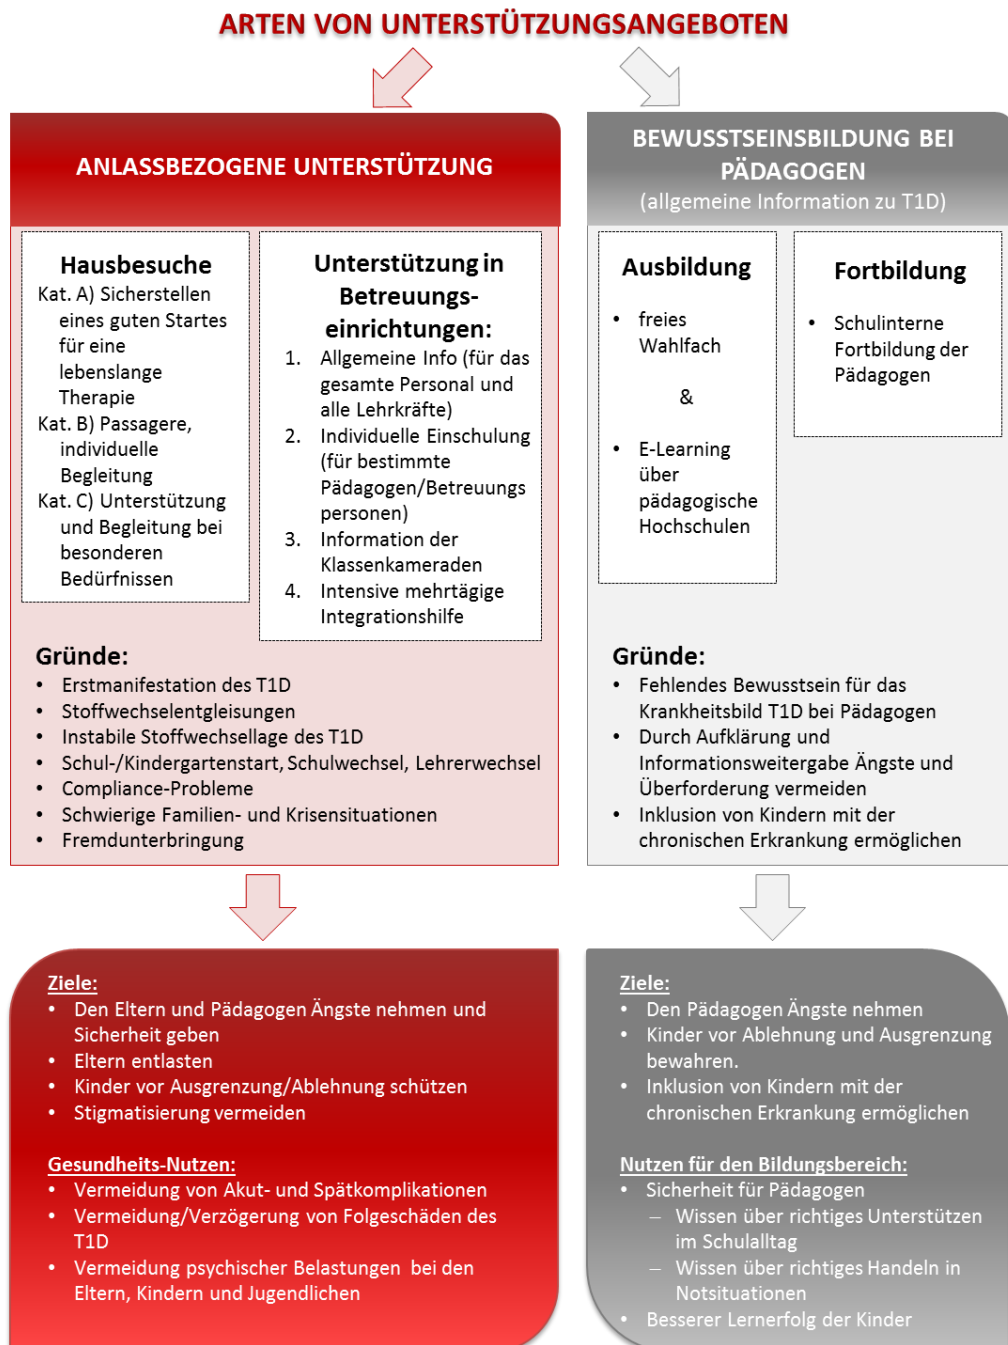 ARTEN VON UNTERSTÜTZUNGSANGEBOTEN
ANLASSBEZOGENE UNTERSTÜTZUNG
Hausbesuche
Kat. A) Sicherstellen
eines guten Startes
für eine
lebenslange
Therapie
Kat. B) Passagere,
individuelle
Begleitung
Kat. C) Unterstützung
und Begleitung bei
besonderen
Bedürfnissen
Unterstützung in
Betreuungs-
einrichtungen:
1. Allgemeine Info (für das
gesamte Personal und
alle Lehrkräfte)
2. Individuelle Einschulung
(für bestimmte
Pädagogen/Betreuungs
personen)
3. Information der
Klassenkameraden
4. Intensive mehrtägige
Integrationshilfe
Gründe:
• Erstmanifestation des T1D
• Stoffwechselentgleisungen
• Instabile Stoffwechsellage des T1D
• Schul-/Kindergartenstart, Schulwechsel, Lehrerwechsel
• Compliance-Probleme
• Schwierige Familien- und Krisensituationen
• Fremdunterbringung
Ziele:
• Den Eltern und Pädagogen Ängste nehmen und
Sicherheit geben
• Eltern entlasten
• Kinder vor Ausgrenzung/Ablehnung schützen
• Stigmatisierung vermeiden
Gesundheits-Nutzen:
• Vermeidung von Akut- und Spätkomplikationen
• Vermeidung/Verzögerung von Folgeschäden des
T1D
• Vermeidung psychischer Belastungen bei den
Eltern, Kindern und Jugendlichen
BEWUSSTSEINSBILDUNG BEI
PÄDAGOGEN
(allgemeine Information zu T1D)
Ausbildung
• freies
Wahlfach
&
• E-Learning
über
pädagogische
Hochschulen
Fortbildung
• Schulinterne
Fortbildung der
Pädagogen
Gründe:
• Fehlendes Bewusstsein für das
Krankheitsbild T1D bei Pädagogen
• Durch Aufklärung und
Informationsweitergabe Ängste und
Überforderung vermeiden
• Inklusion von Kindern mit der
chronischen Erkrankung ermöglichen
Ziele:
• Den Pädagogen Ängste nehmen
• Kinder vor Ablehnung und Ausgrenzung
bewahren.
• Inklusion von Kindern mit der
chronischen Erkrankung ermöglichen
Nutzen für den Bildungsbereich:
• Sicherheit für Pädagogen
– Wissen über richtiges Unterstützen
im Schulalltag
– Wissen über richtiges Handeln in
Notsituationen
• Besserer Lernerfolg der Kinder